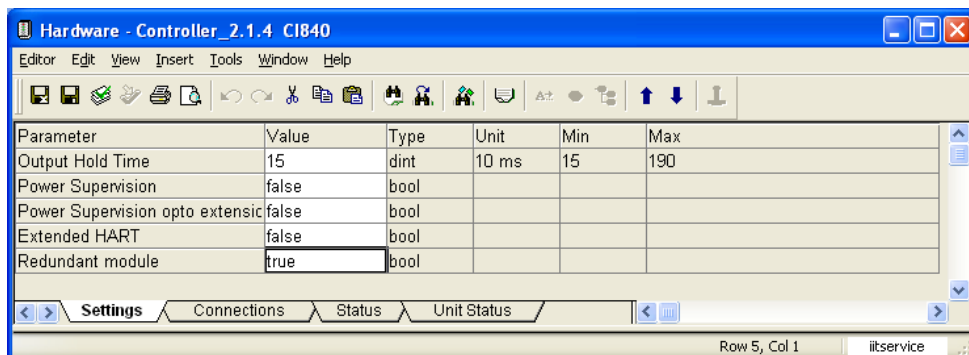 Hardware - Controller_2.1.4 CI840
Editor Edit View Insert Tools Window Help
Parameter Value Type Unit Min Max
Output Hold Time 15 dint 10 ms 15 190
Power Supervision false bool
Power Supervision opto extensic false bool
Extended HART false bool
Redundant module true bool
Settings Connections Status Unit Status
Row 5, Col 1 iitservice